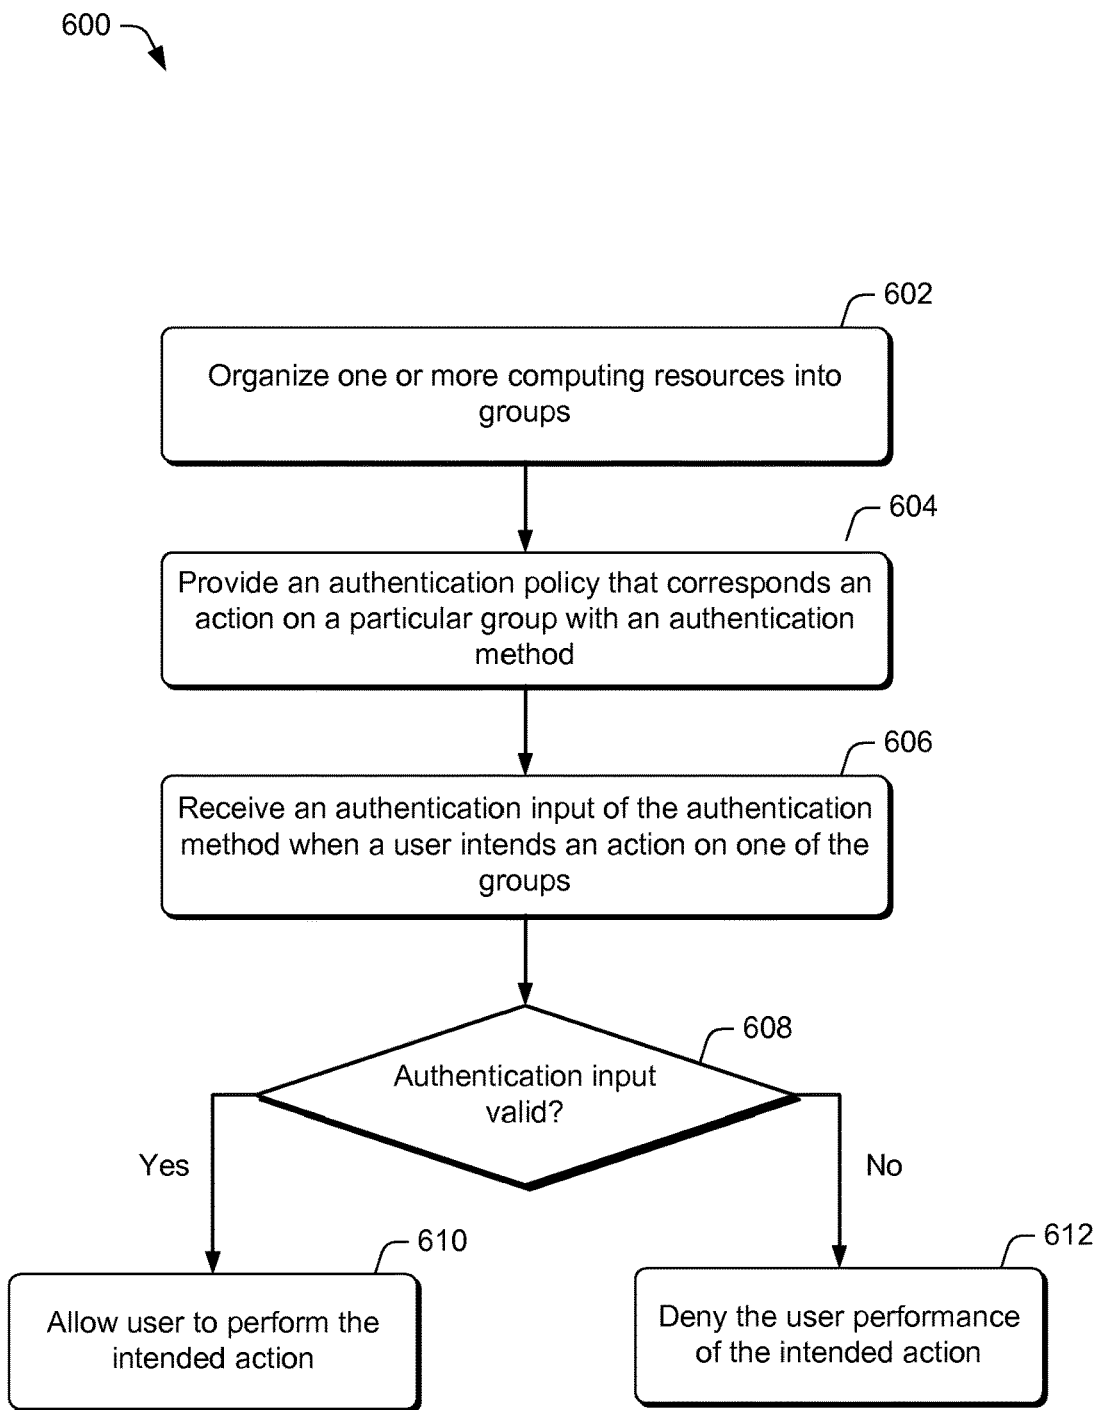 600
602
Organize one or more computing resources into
groups
604
Provide an authentication policy that corresponds an
action on a particular group with an authentication
method
606
Receive an authentication input of the authentication
method when a user intends an action on one of the
groups
608
Authentication input
valid?
Yes
No
610
Allow user to perform the
intended action
612
Deny the user performance
of the intended action